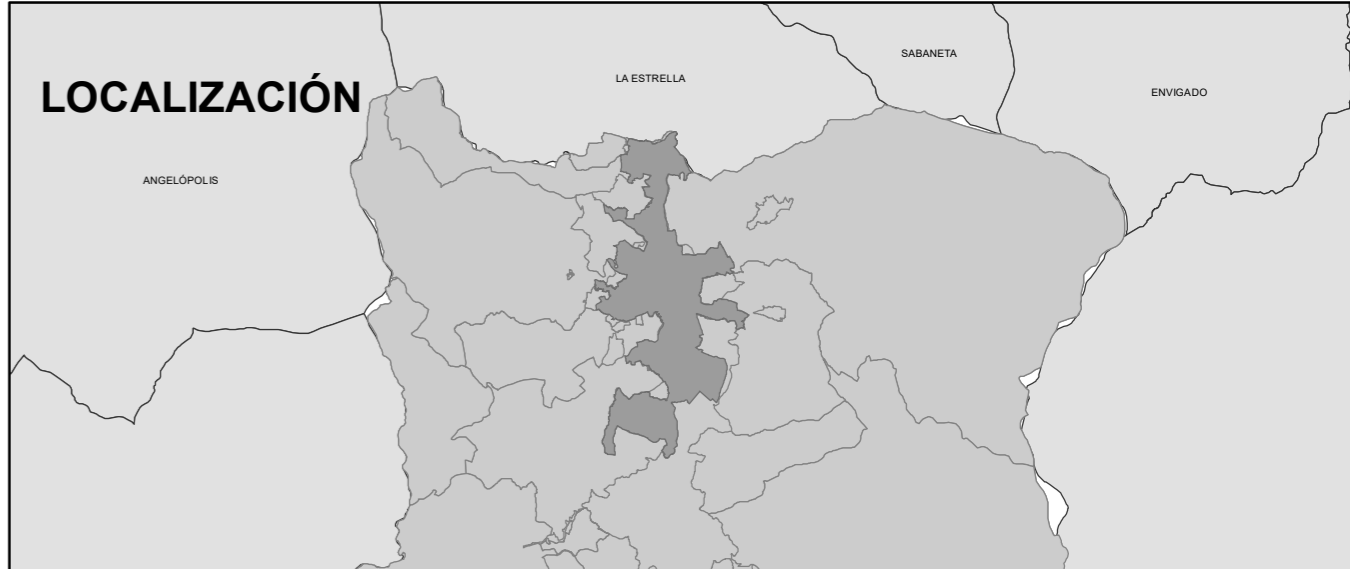 SABANETA
LA ESTRELLA
ENVIGADO
LOCALIZACIÓN
ANGELÓPOLIS